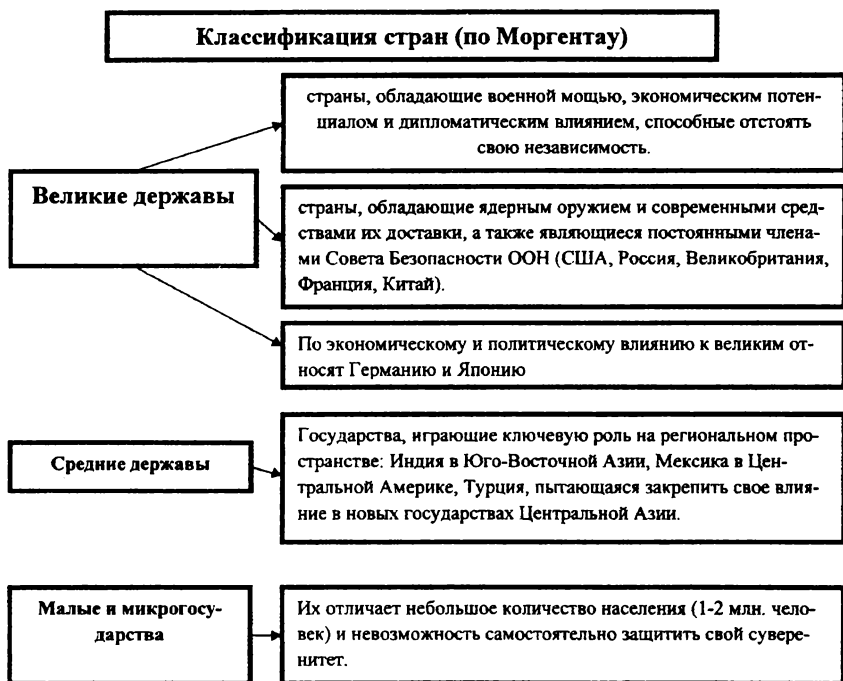 Классификация стран (по Моргентау)
страны, обладающие военной мощью, экономическим потен-
циалом и дипломатическим влиянием, способные отстоять
свою независимость.
Великие державы
страны, обладающие ядерным оружием и современными сред-
ствами их доставки, а также являющиеся постоянными члена-
ми Совета Безопасности ООН (США, Россия, Великобритания,
Франция, Китай).
По экономическому и политическому влиянию к великим от-
носят Германию и Японию
Средние державы
Государства, играющие ключевую роль на региональном про-
странстве: Индия в Юго-Восточной Азии, Мексика в Цен-
тральной Америке, Турция, пытающаяся закрепить свое влия-
ние в новых государствах Центральной Азии.
Малые и микрогосу-
дарства
Их отличает небольшое количество населения (1-2 млн. чело-
век) и невозможность самостоятельно защитить свой сувере-
нитет.